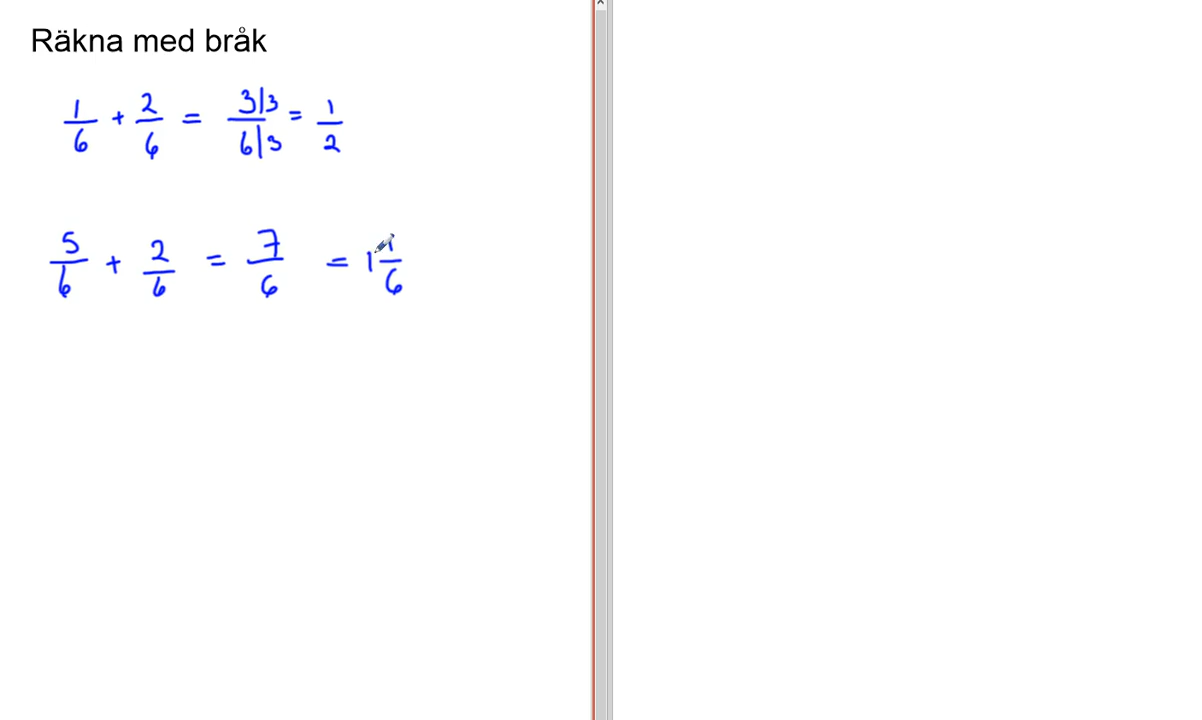 Räkna med bråk
1/6 + 2/6 = 3|3/6|3 = 1/2
5/6 + 2/6 = 7/6 = 1 1/6